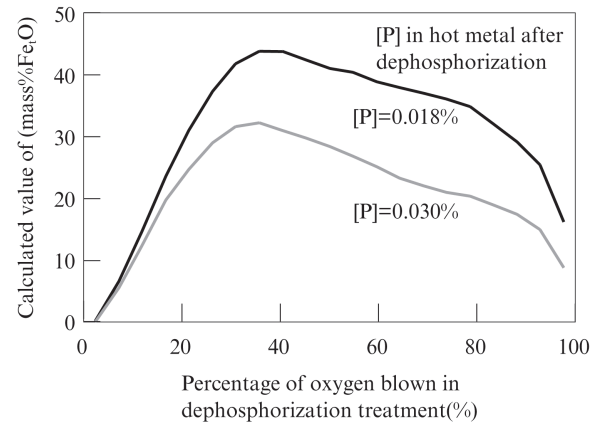 50
40
30
20
10
0
Calculated value of (mass%FetO)
[P] in hot metal after
dephosphorization
[P]=0.018%
[P]=0.030%
0 20 40 60 80 100
Percentage of oxygen blown in
dephosphorization treatment(%)